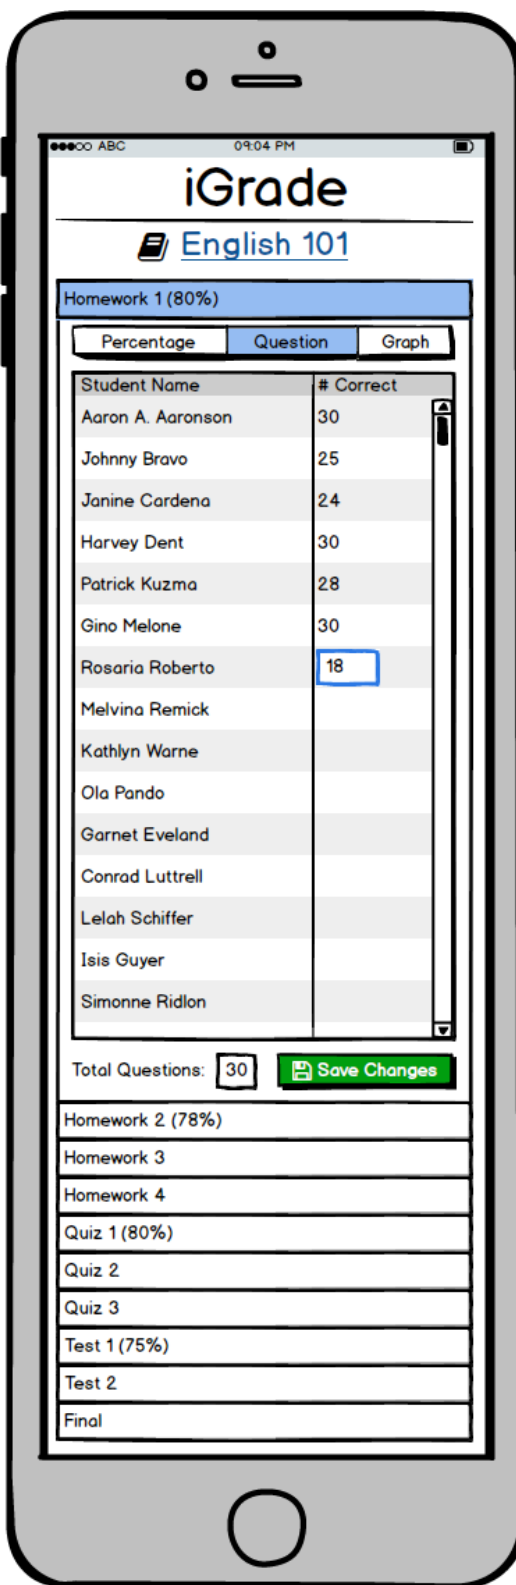 ABC 09:04 PM
iGrade
English 101
Homework 1 (80%)
Percentage Question Graph
Student Name # Correct
Aaron A. Aaronson 30
Johnny Bravo 25
Janine Cardena 24
Harvey Dent 30
Patrick Kuzma 28
Gino Melone 30
Rosaria Roberto 18
Melvina Remick
Kathlyn Warne
Ola Pando
Garnet Eveland
Conrad Luttrell
Lelah Schiffer
Isis Guyer
Simonne Ridlon
Total Questions: 30 Save Changes
Homework 2 (78%)
Homework 3
Homework 4
Quiz 1 (80%)
Quiz 2
Quiz 3
Test 1 (75%)
Test 2
Final